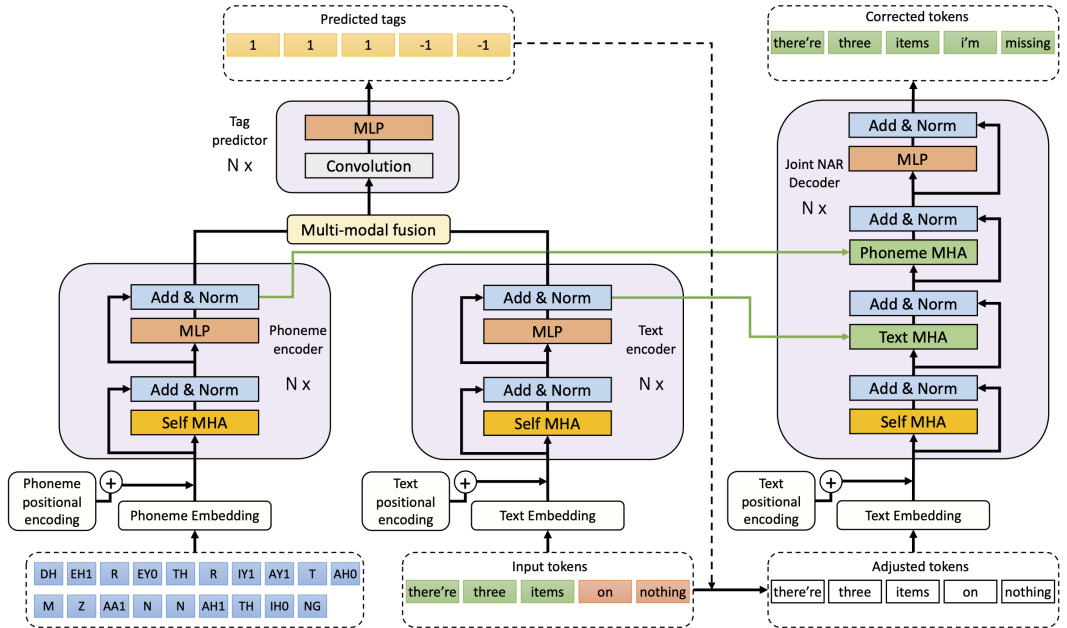 Predicted tags
1 1 1 -1 -1
Corrected tokens
there're three items i'm missing
Tag
predictor
N x
MLP
Convolution
Multi-modal fusion
Add & Norm
MLP
Joint NAR
Decoder
N x
Add & Norm
Phoneme MHA
Add & Norm
Text MHA
Add & Norm
Self MHA
Add & Norm
MLP
Phoneme
encoder
N x
Add & Norm
Self MHA
Add & Norm
MLP
Text
encoder
N x
Add & Norm
Self MHA
Phoneme
positional
encoding
+
Phoneme Embedding
Text
positional
encoding
+
Text Embedding
Text
positional
encoding
+
Text Embedding
DH EH1 R EY0 TH R IY1 AY1 T AH0
M Z AA1 N N AH1 TH IH0 NG
Input tokens
there're three items on nothing
Adjusted tokens
there're three items on nothing